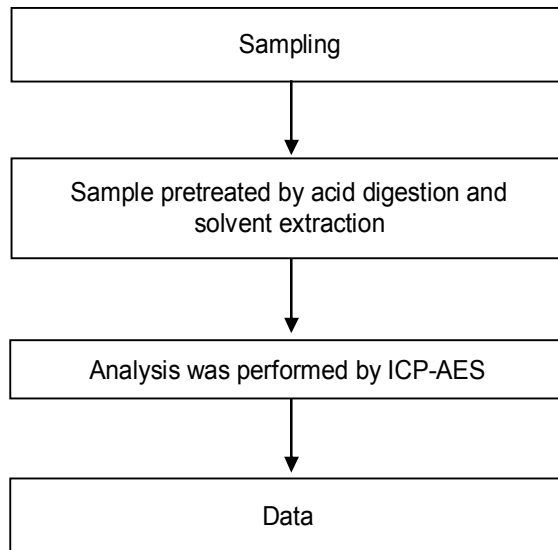 Sampling
Sample pretreated by acid digestion and
solvent extraction
Analysis was performed by ICP-AES
Data